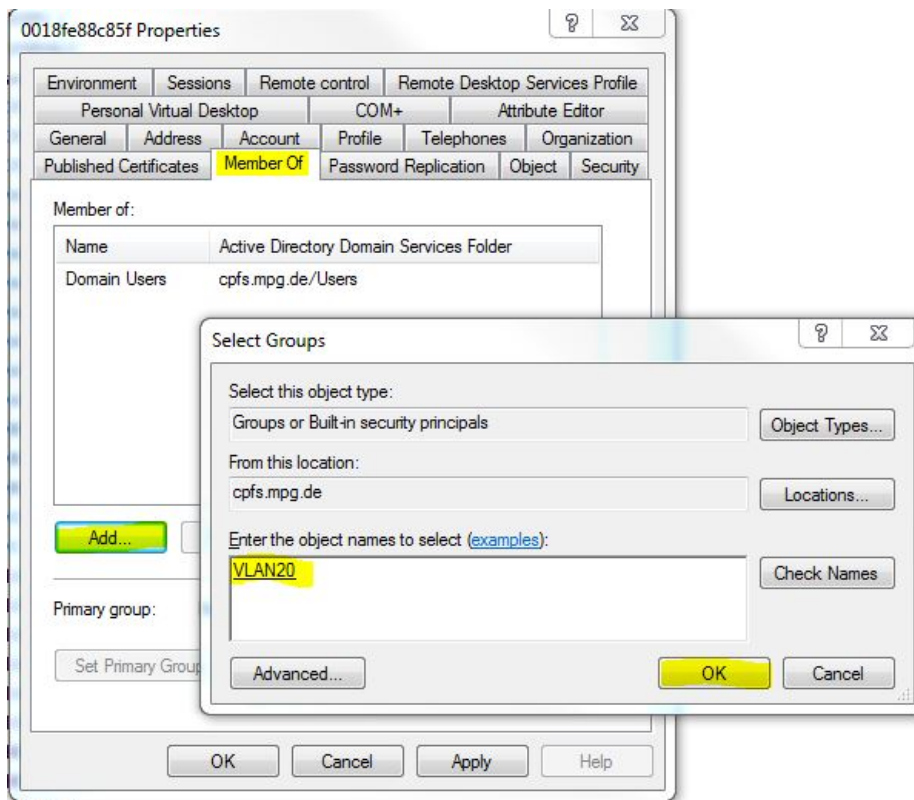 0018fe88c85f Properties
Environment Sessions Remote control Remote Desktop Services Profile
Personal Virtual Desktop COM+ Attribute Editor
General Address Account Profile Telephones Organization
Published Certificates Member Of Password Replication Object Security
Member of:
Name Active Directory Domain Services Folder
Domain Users cpfs.mpg.de/Users
Select Groups
Select this object type:
Groups or Built-in security principals Object Types...
From this location:
cpfs.mpg.de Locations...
Enter the object names to select (examples):
VLAN20 Check Names
Advanced... OK Cancel
Add...
Primary group:
Set Primary Group
OK Cancel Apply Help